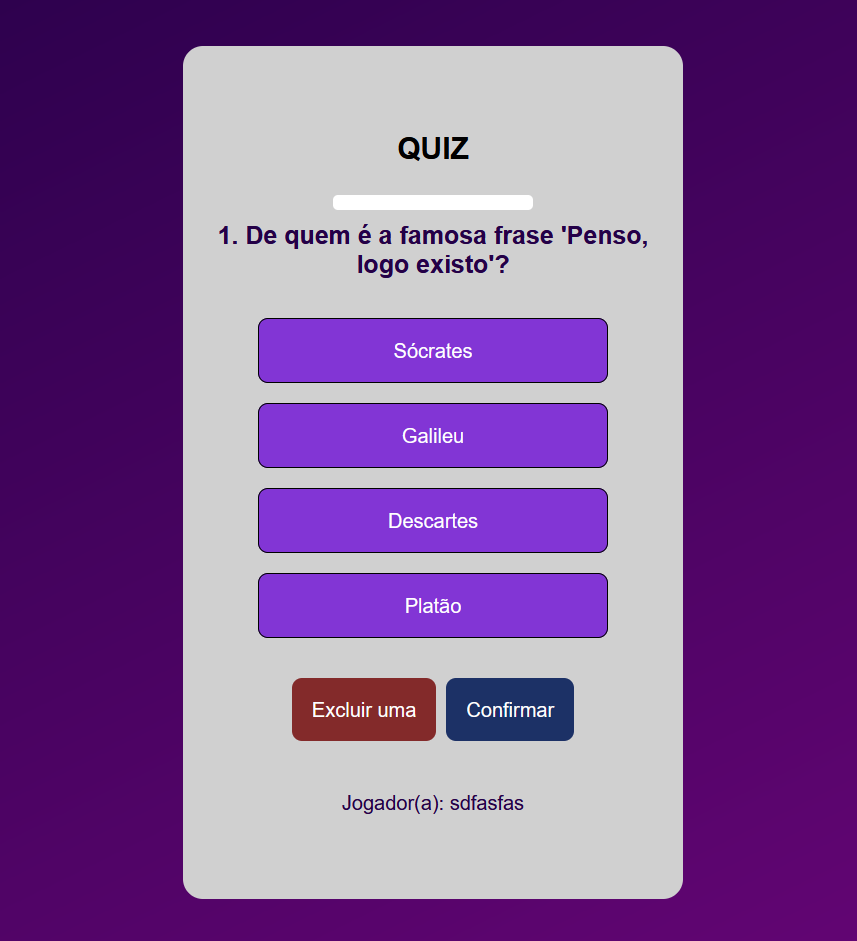 QUIZ
1. De quem é a famosa frase 'Penso,
logo existo'?
Sócrates
Galileu
Descartes
Platão
Excluir uma
Confirmar
Jogador(a): sdfasfas